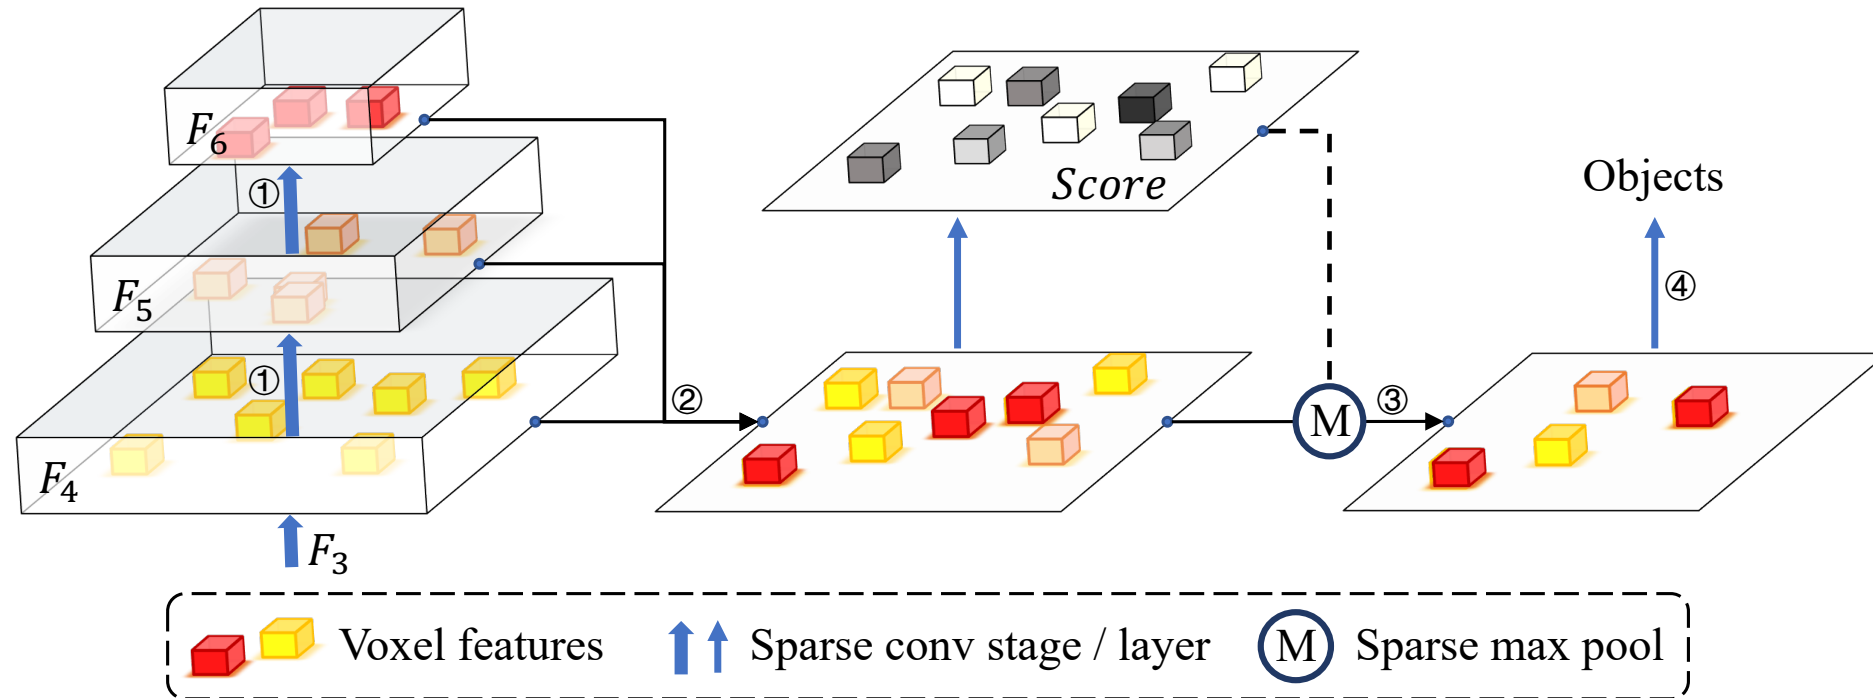 F6
①
F5
①
F4
F3
②
Score
M
③
Objects
④
Voxel features
Sparse conv stage / layer
M
Sparse max pool